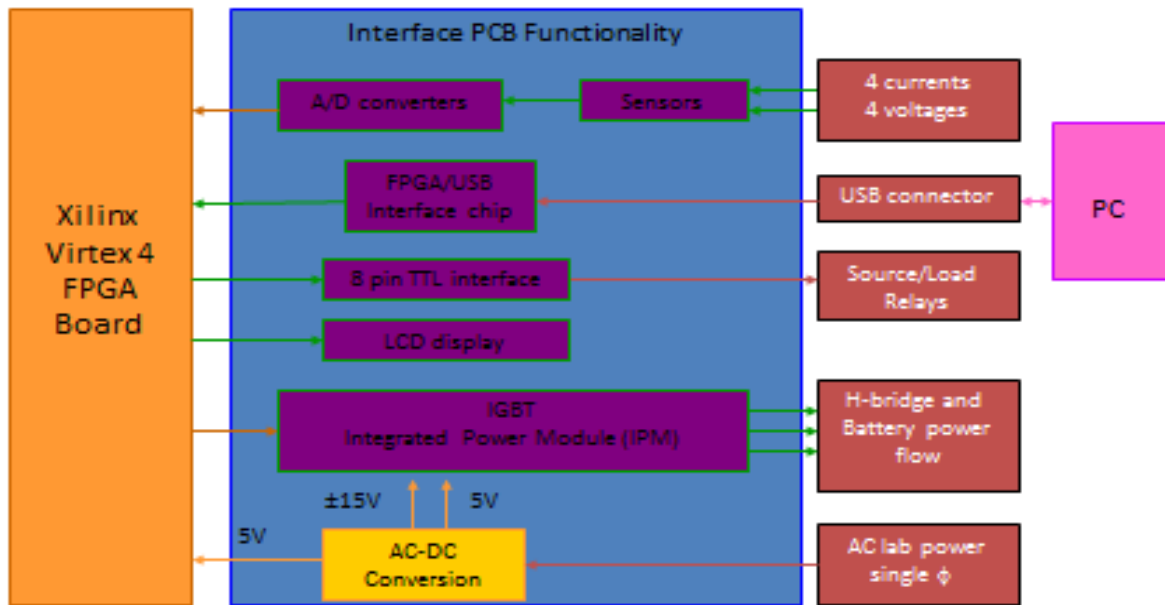 Interface PCB Functionality
A/D converters
Sensors
4 currents
4 voltages
FPGA/USB
Interface chip
USB connector
PC
Xilinx
Virtex 4
FPGA
Board
8 pin TTL interface
Source/Load
Relays
LCD display
IGBT
Integrated Power Module (IPM)
H-bridge and
Battery power
flow
±15V
5V
5V
AC-DC
Conversion
AC lab power
single ϕ